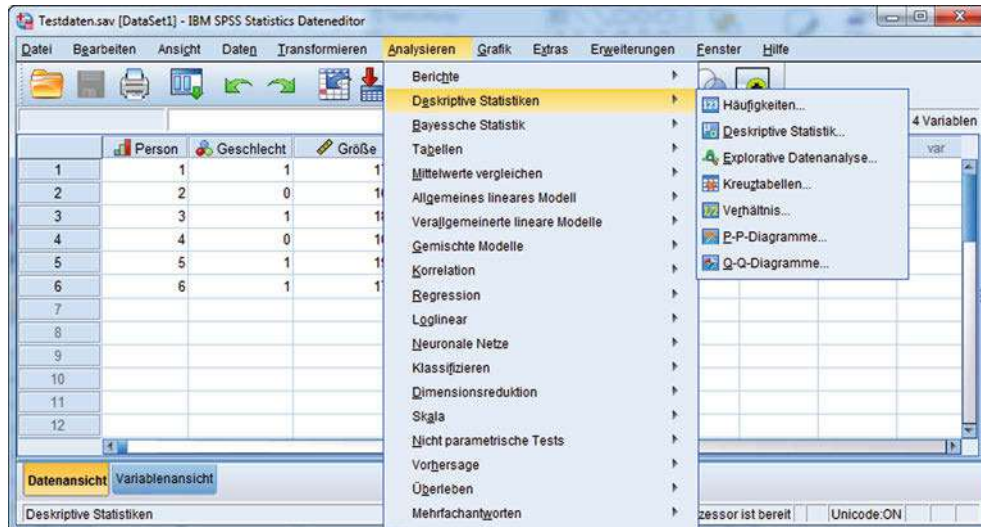 Testdaten.sav [DataSet1] - IBM SPSS Statistics Dateneditor
Datei Bearbeiten Ansicht Daten Transformieren Analysieren Grafik Extras Erweiterungen Fenster Hilfe
4 Variablen
Person Geschlecht Größe var
1 1 1
2 2 0
3 3 1
4 4 0
5 5 1
6 6 1
7
8
9
10
11
12
Berichte
Deskriptive Statistiken
Bayessche Statistik
Tabellen
Mittelwerte vergleichen
Allgemeines lineares Modell
Verallgemeinerte lineare Modelle
Gemischte Modelle
Korrelation
Regression
Loglinear
Neuronale Netze
Klassifizieren
Dimensionsreduktion
Skala
Nicht parametrische Tests
Vorhersage
Überleben
Mehrfachantworten
Häufigkeiten...
Deskriptive Statistik...
Explorative Datenanalyse...
Kreuztabellen...
Verhältnis...
P-P-Diagramme...
Q-Q-Diagramme...
Datenansicht Variablenansicht
Deskriptive Statistiken
zessor ist bereit Unicode:ON